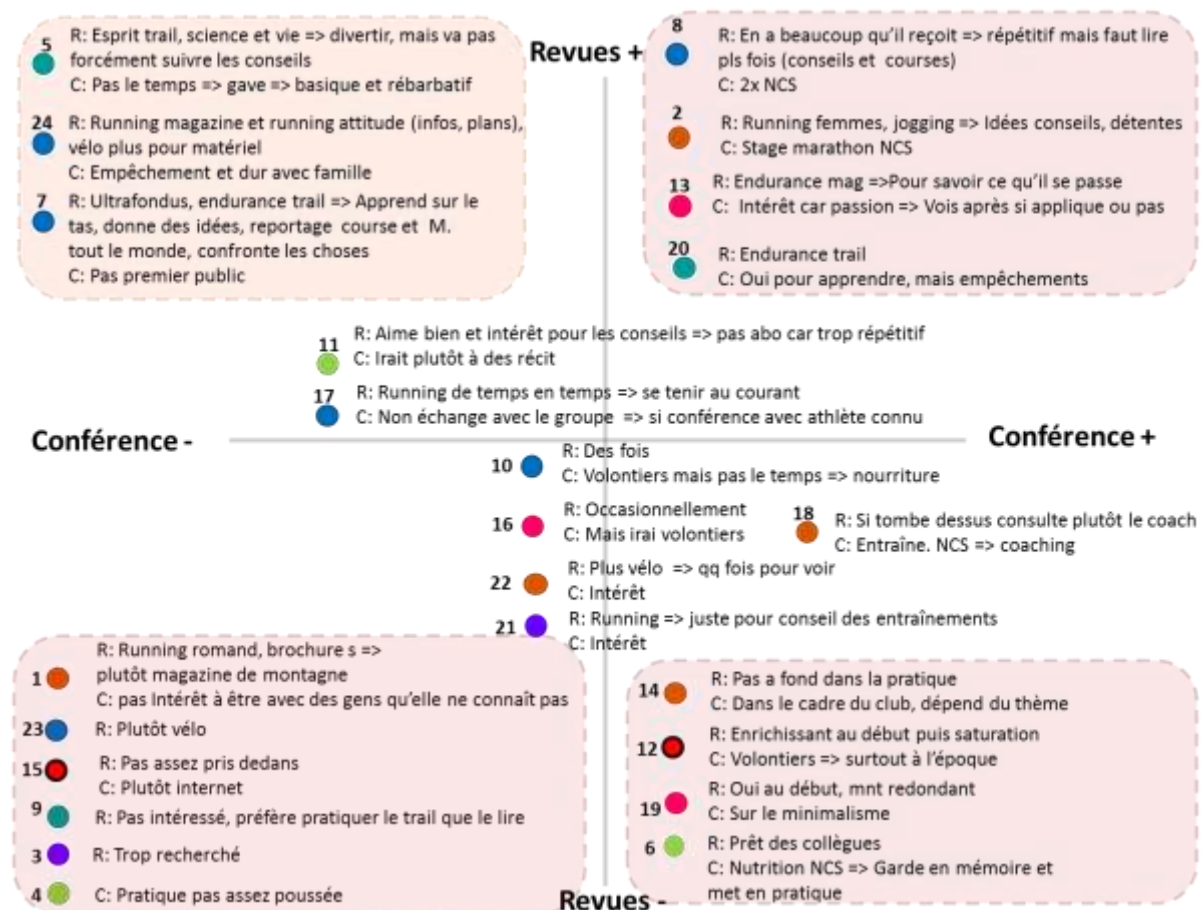 5
R: Esprit trail, science et vie => divertir, mais va pas
forcément suivre les conseils
C: Pas le temps => gave => basique et rébarbatif
24
R: Running magazine et running attitude (infos, plans),
vélo plus pour matériel
C: Empêchement et dur avec famille
7
R: Ultrafondus, endurance trail => Apprend sur le
tas, donne des idées, reportage course et M.
tout le monde, confronte les choses
C: Pas premier public
Revues +
8
R: En a beaucoup qu'il reçoit => répétitif mais faut lire
pls fois (conseils et courses)
C: 2x NCS
2
R: Running femmes, jogging => Idées conseils, détentes
C: Stage marathon NCS
13
R: Endurance mag =>Pour savoir ce qu'il se passe
C: Intérêt car passion => Vois après si applique ou pas
20
R: Endurance trail
C: Oui pour apprendre, mais empêchements
11
R: Aime bien et intérêt pour les conseils => pas abo car trop répétitif
C: Irait plutôt à des récit
17
R: Running de temps en temps => se tenir au courant
C: Non échange avec le groupe => si conférence avec athlète connu
Conférence -
Conférence +
10
R: Des fois
C: Volontiers mais pas le temps => nourriture
16
R: Occasionnellement
C: Mais irai volontiers
18
R: Si tombe dessus consulte plutôt le coach
C: Entraîne. NCS => coaching
22
R: Plus vélo => qq fois pour voir
C: Intérêt
21
R: Running => juste pour conseil des entraînements
C: Intérêt
1
R: Running romand, brochure s =>
plutôt magazine de montagne
C: pas Intérêt à être avec des gens qu'elle ne connaît pas
23
R: Plutôt vélo
15
R: Pas assez pris dedans
C: Plutôt internet
9
R: Pas intéressé, préfère pratiquer le trail que le lire
3
R: Trop recherché
4
C: Pratique pas assez poussée
14
R: Pas a fond dans la pratique
C: Dans le cadre du club, dépend du thème
12
R: Enrichissant au début puis saturation
C: Volontiers => surtout à l'époque
19
R: Oui au début, mnt redondant
C: Sur le minimalisme
6
R: Prêt des collègues
C: Nutrition NCS => Garde en mémoire et
met en pratique
Revues -